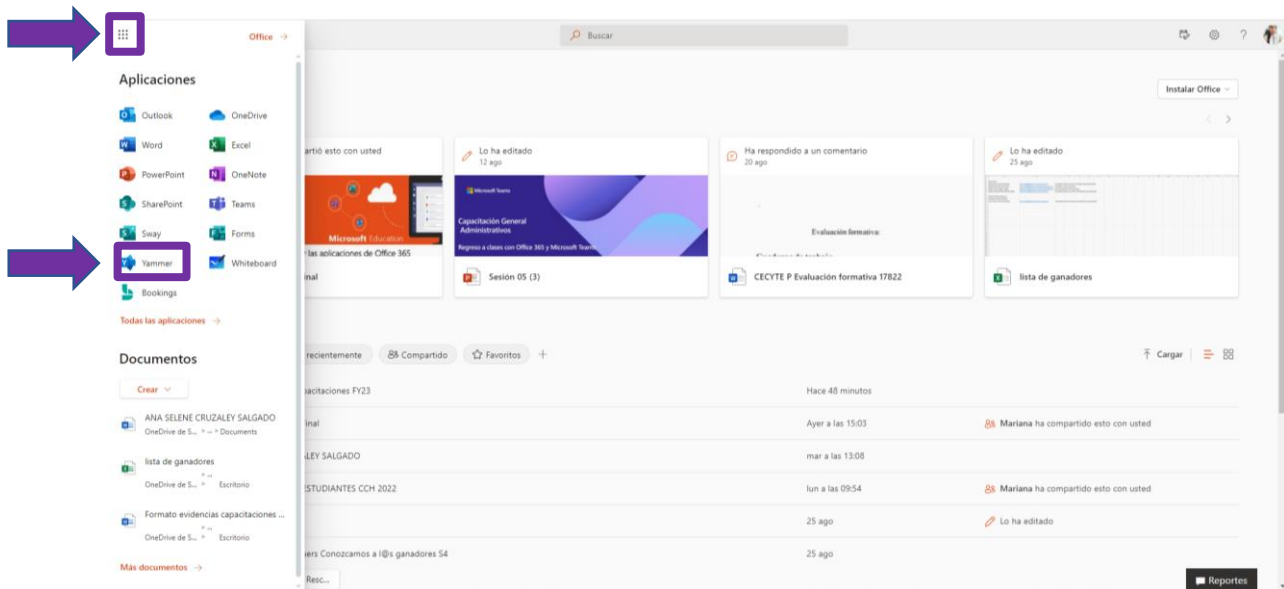 Office →
Buscar
Aplicaciones
Outlook
OneDrive
Word
Excel
PowerPoint
OneNote
SharePoint
Teams
Sway
Forms
Yammer
Whiteboard
Bookings
Todas las aplicaciones →
Documentos
Crear
ANA SELENE CRUZALEY SALGADO
OneDrive de S... > ... > Documents
lista de ganadores
OneDrive de S... > ... > Escritorio
Formato evidencias capacitaciones ...
OneDrive de S... > ... > Escritorio
Más documentos →
Instalar Office
artió esto con usted
Microsoft Education
las aplicaciones de Office 365
nal
Lo ha editado
12 ago
Microsoft Teams
Capacitación General
Administrativos
Regreso a clases con Office 365 y Microsoft Teams
Sesión 05 (3)
Ha respondido a un comentario
20 ago
Evaluación formativa:
CECYTE P Evaluación formativa 17822
Lo ha editado
25 ago
lista de ganadores
recientemente
Compartido
Favoritos
Cargar
pacitaciones FY23
Hace 48 minutos
inal
Ayer a las 15:03
Mariana ha compartido esto con usted
LEY SALGADO
mar a las 13:08
ESTUDIANTES CCH 2022
lun a las 09:54
Mariana ha compartido esto con usted
25 ago
Lo ha editado
ers Conozcamos a l@s ganadores S4
25 ago
Resc...
Reportes